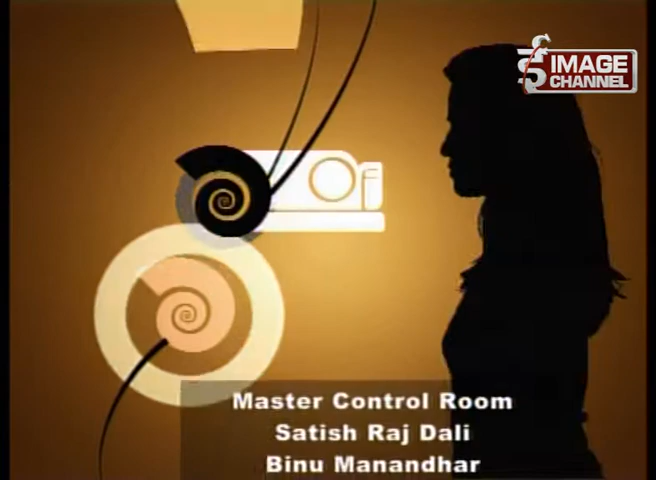 IMAGE
CHANNEL
Master Control Room
Satish Raj Dali
Binu Manandhar